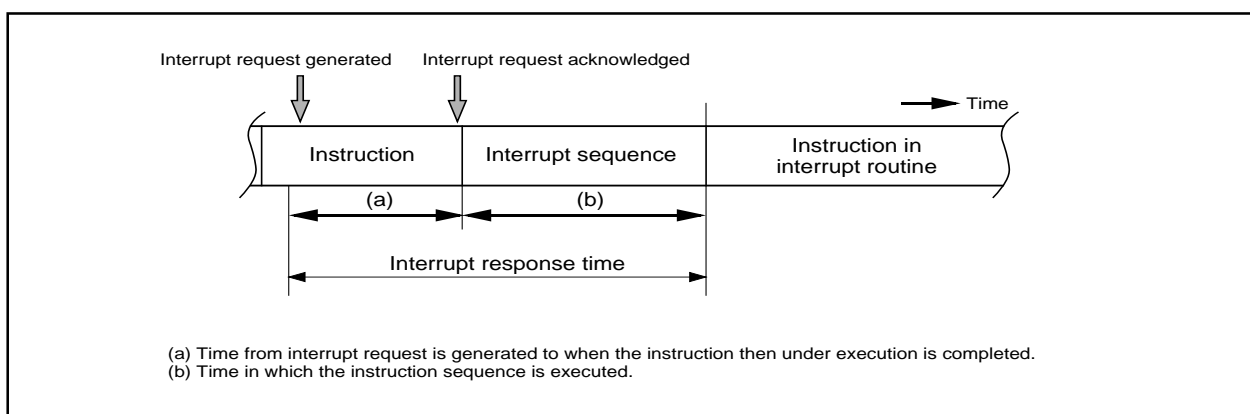 Interrupt request generated
Interrupt request acknowledged
Time
Instruction
Interrupt sequence
Instruction in
interrupt routine
(a)
(b)
Interrupt response time
(a) Time from interrupt request is generated to when the instruction then under execution is completed.
(b) Time in which the instruction sequence is executed.